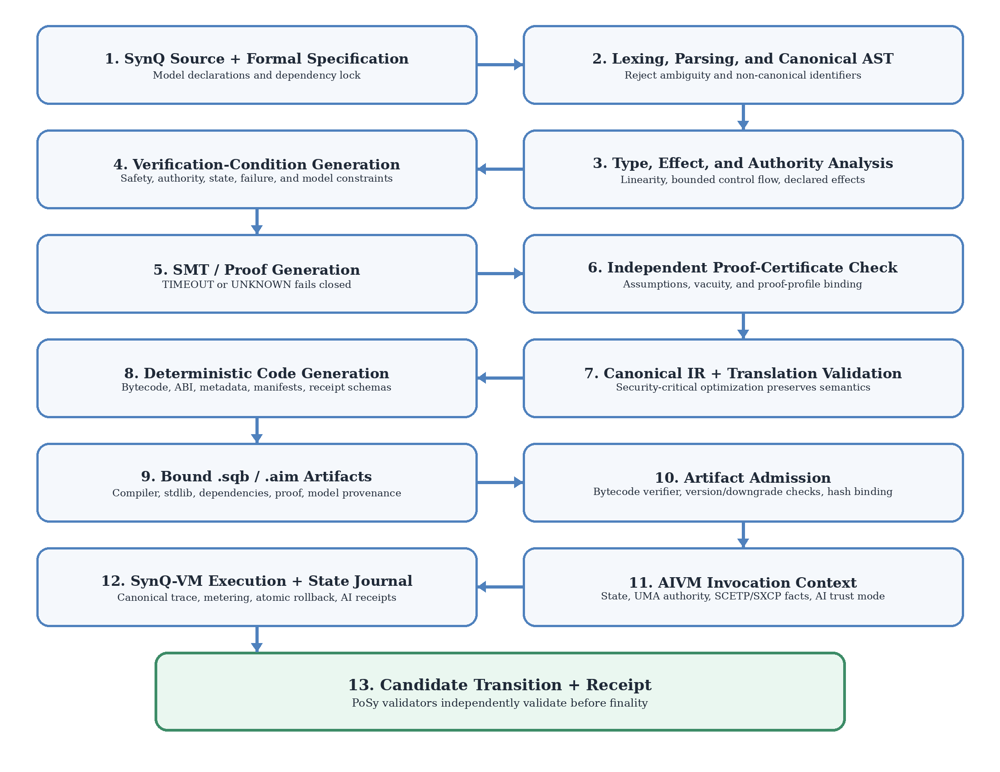 1. SynQ Source + Formal Specification
Model declarations and dependency lock
2. Lexing, Parsing, and Canonical AST
Reject ambiguity and non-canonical identifiers
3. Type, Effect, and Authority Analysis
Linearity, bounded control flow, declared effects
4. Verification-Condition Generation
Safety, authority, state, failure, and model constraints
5. SMT / Proof Generation
TIMEOUT or UNKNOWN fails closed
6. Independent Proof-Certificate Check
Assumptions, vacuity, and proof-profile binding
7. Canonical IR + Translation Validation
Security-critical optimization preserves semantics
8. Deterministic Code Generation
Bytecode, ABI, metadata, manifests, receipt schemas
9. Bound .sqb / .aim Artifacts
Compiler, stdlib, dependencies, proof, model provenance
10. Artifact Admission
Bytecode verifier, version/downgrade checks, hash binding
11. AIVM Invocation Context
State, UMA authority, SCETP/SXCP facts, AI trust mode
12. SynQ-VM Execution + State Journal
Canonical trace, metering, atomic rollback, AI receipts
13. Candidate Transition + Receipt
PoSy validators independently validate before finality